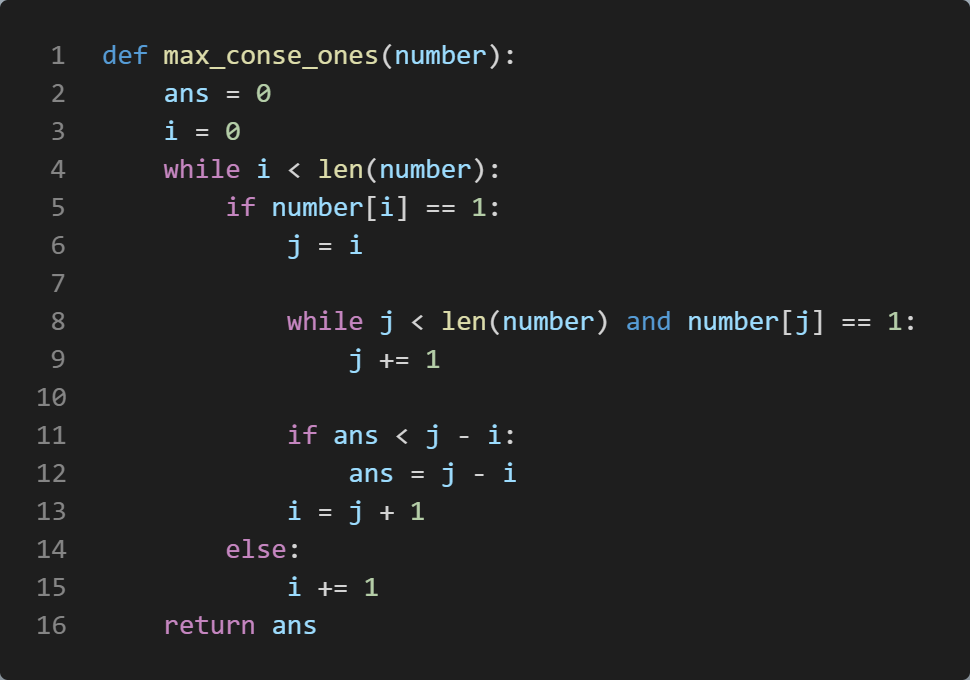 1 def max_conse_ones(number):
2     ans = 0
3     i = 0
4     while i < len(number):
5         if number[i] == 1:
6             j = i
7
8             while j < len(number) and number[j] == 1:
9                 j += 1
10
11             if ans < j - i:
12                 ans = j - i
13             i = j + 1
14         else:
15             i += 1
16     return ans